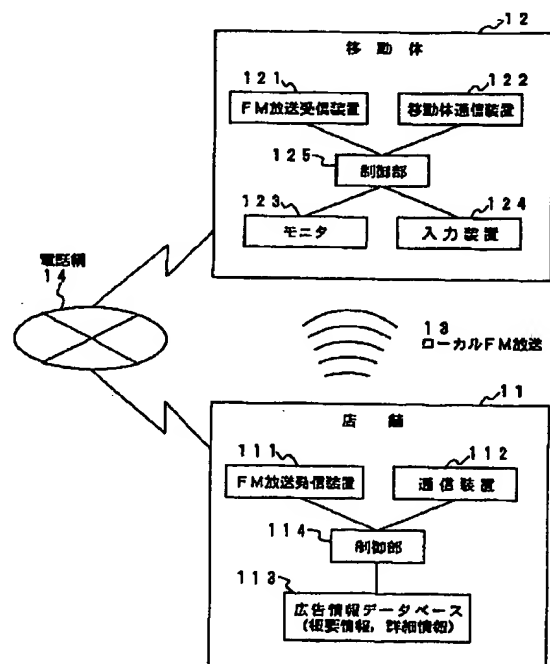 12
移動体
121
122
FM放送受信装置
移動体通信装置
125
制御部
123
124
モニタ
入力装置
電話網
14
13
ローカルFM放送
11
店舗
111
112
FM放送発信装置
通信装置
114
制御部
113
広告情報データベース
(概要情報,詳細情報)